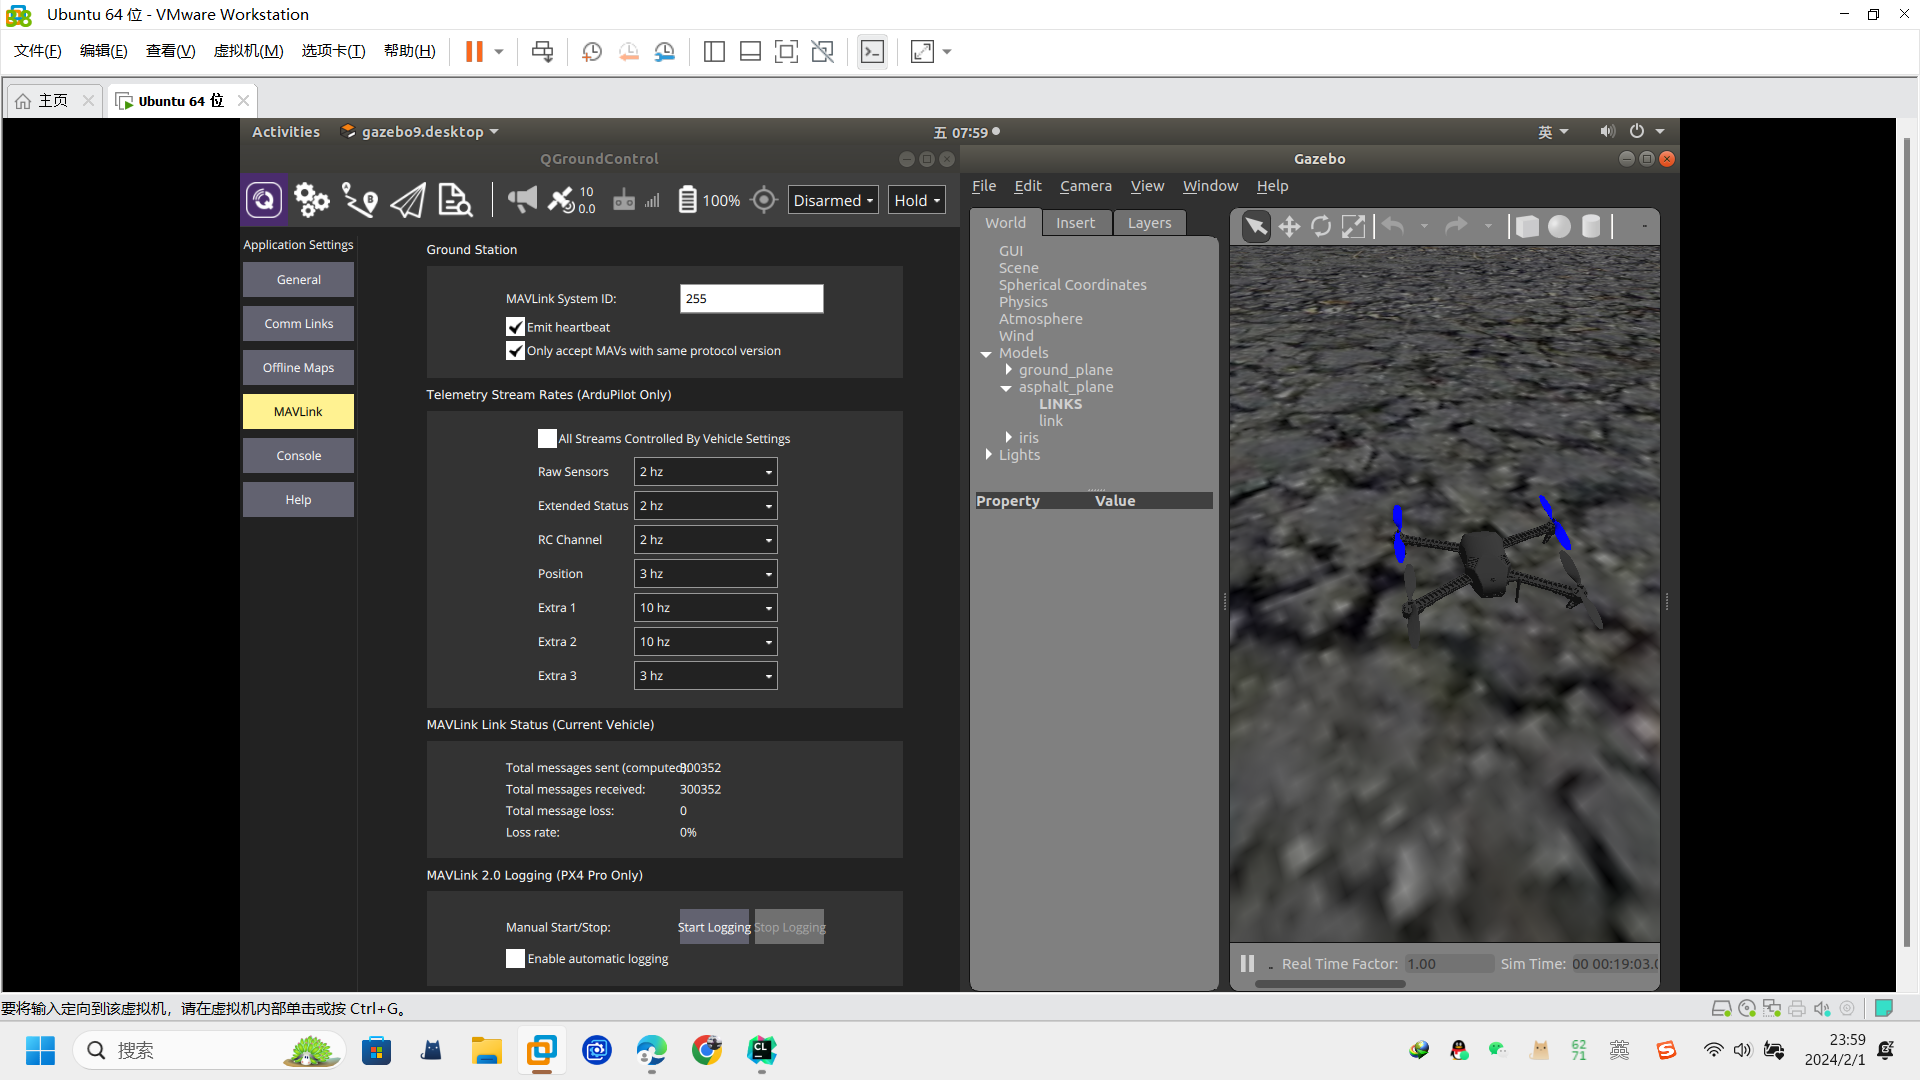 Ubuntu 64 位 - VMware Workstation
文件(F) 编辑(E) 查看(V) 虚拟机(M) 选项卡(T) 帮助(H)
主页 Ubuntu 64 位
Activities gazebo9.desktop 五 07:59 英
QGroundControl
10
0.0
100% Disarmed Hold
Application Settings
General
Comm Links
Offline Maps
MAVLink
Console
Help
Ground Station
MAVLink System ID: 255
Emit heartbeat
Only accept MAVs with same protocol version
Telemetry Stream Rates (ArduPilot Only)
All Streams Controlled By Vehicle Settings
Raw Sensors 2 hz
Extended Status 2 hz
RC Channel 2 hz
Position 3 hz
Extra 1 10 hz
Extra 2 10 hz
Extra 3 3 hz
MAVLink Link Status (Current Vehicle)
Total messages sent (computed): 300352
Total messages received: 300352
Total message loss: 0
Loss rate: 0%
MAVLink 2.0 Logging (PX4 Pro Only)
Manual Start/Stop: Start Logging Stop Logging
Enable automatic logging
Gazebo
File Edit Camera View Window Help
World Insert Layers
GUI
Scene
Spherical Coordinates
Physics
Atmosphere
Wind
Models
ground_plane
asphalt_plane
LINKS
link
iris
Lights
Property Value
Real Time Factor: 1.00 Sim Time: 00 00:19:03.
要将输入定向到该虚拟机，请在虚拟机内部单击或按 Ctrl+G。
搜索
CL
62
71
英
23:59
2024/2/1